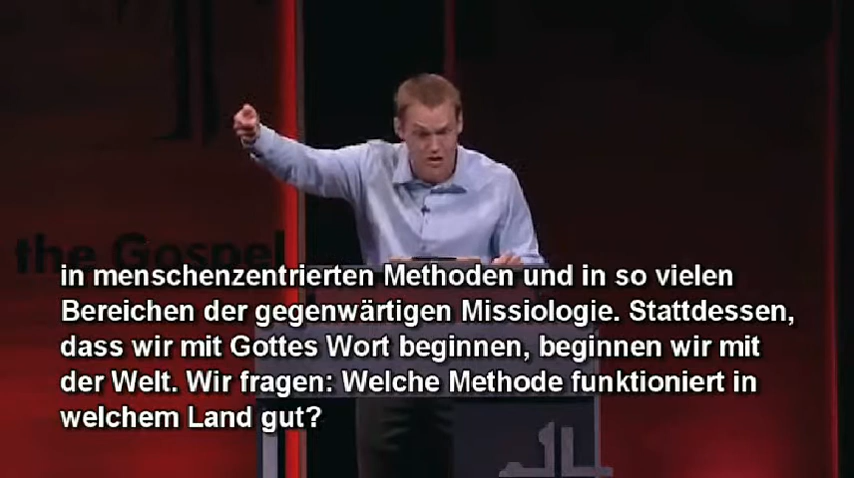 the Gospel
in menschenzentrierten Methoden und in so vielen
Bereichen der gegenwärtigen Missiologie. Stattdessen,
dass wir mit Gottes Wort beginnen, beginnen wir mit
der Welt. Wir fragen: Welche Methode funktioniert in
welchem Land gut?